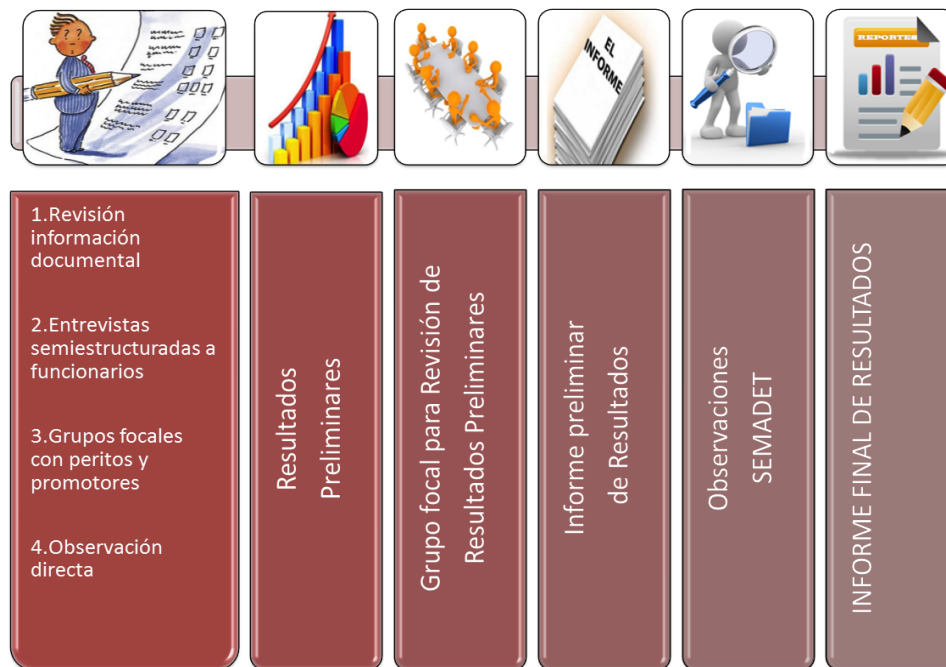 EL
INFORME
REPORTES
1.Revisión
información
documental
2.Entrevistas
semiestructuradas a
funcionarios
3.Grupos focales
con peritos y
promotores
4.Observación
directa
Resultados
Preliminares
Grupo focal para Revisión de
Resultados Preliminares
Informe preliminar
de Resultados
Observaciones
SEMADET
INFORME FINAL DE RESULTADOS